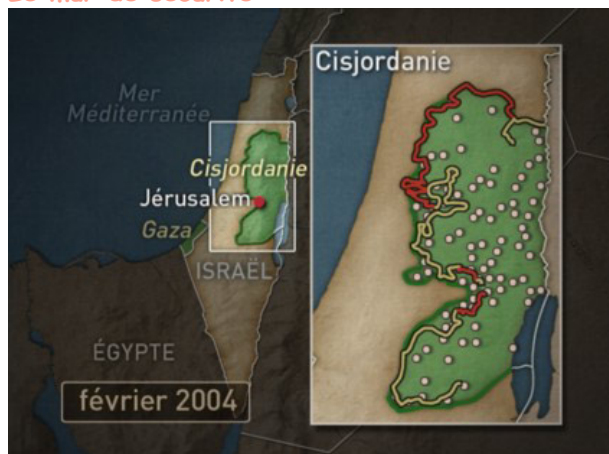 Mer
Méditerranée
Cisjordanie
Jérusalem
Gaza
ISRAËL
ÉGYPTE
février 2004
Cisjordanie